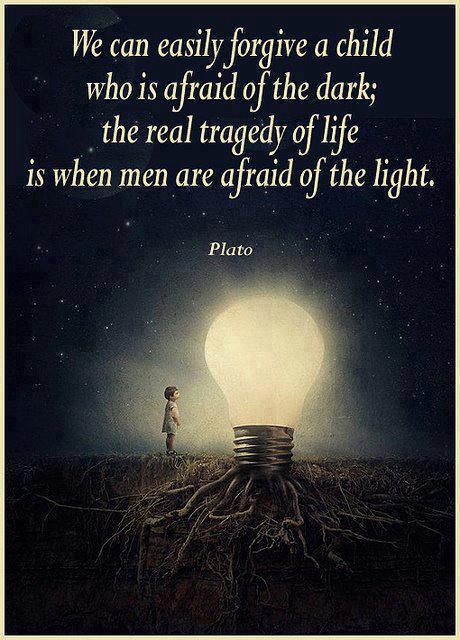 We can easily forgive a child
who is afraid of the dark;
the real tragedy of life
is when men are afraid of the light.
Plato